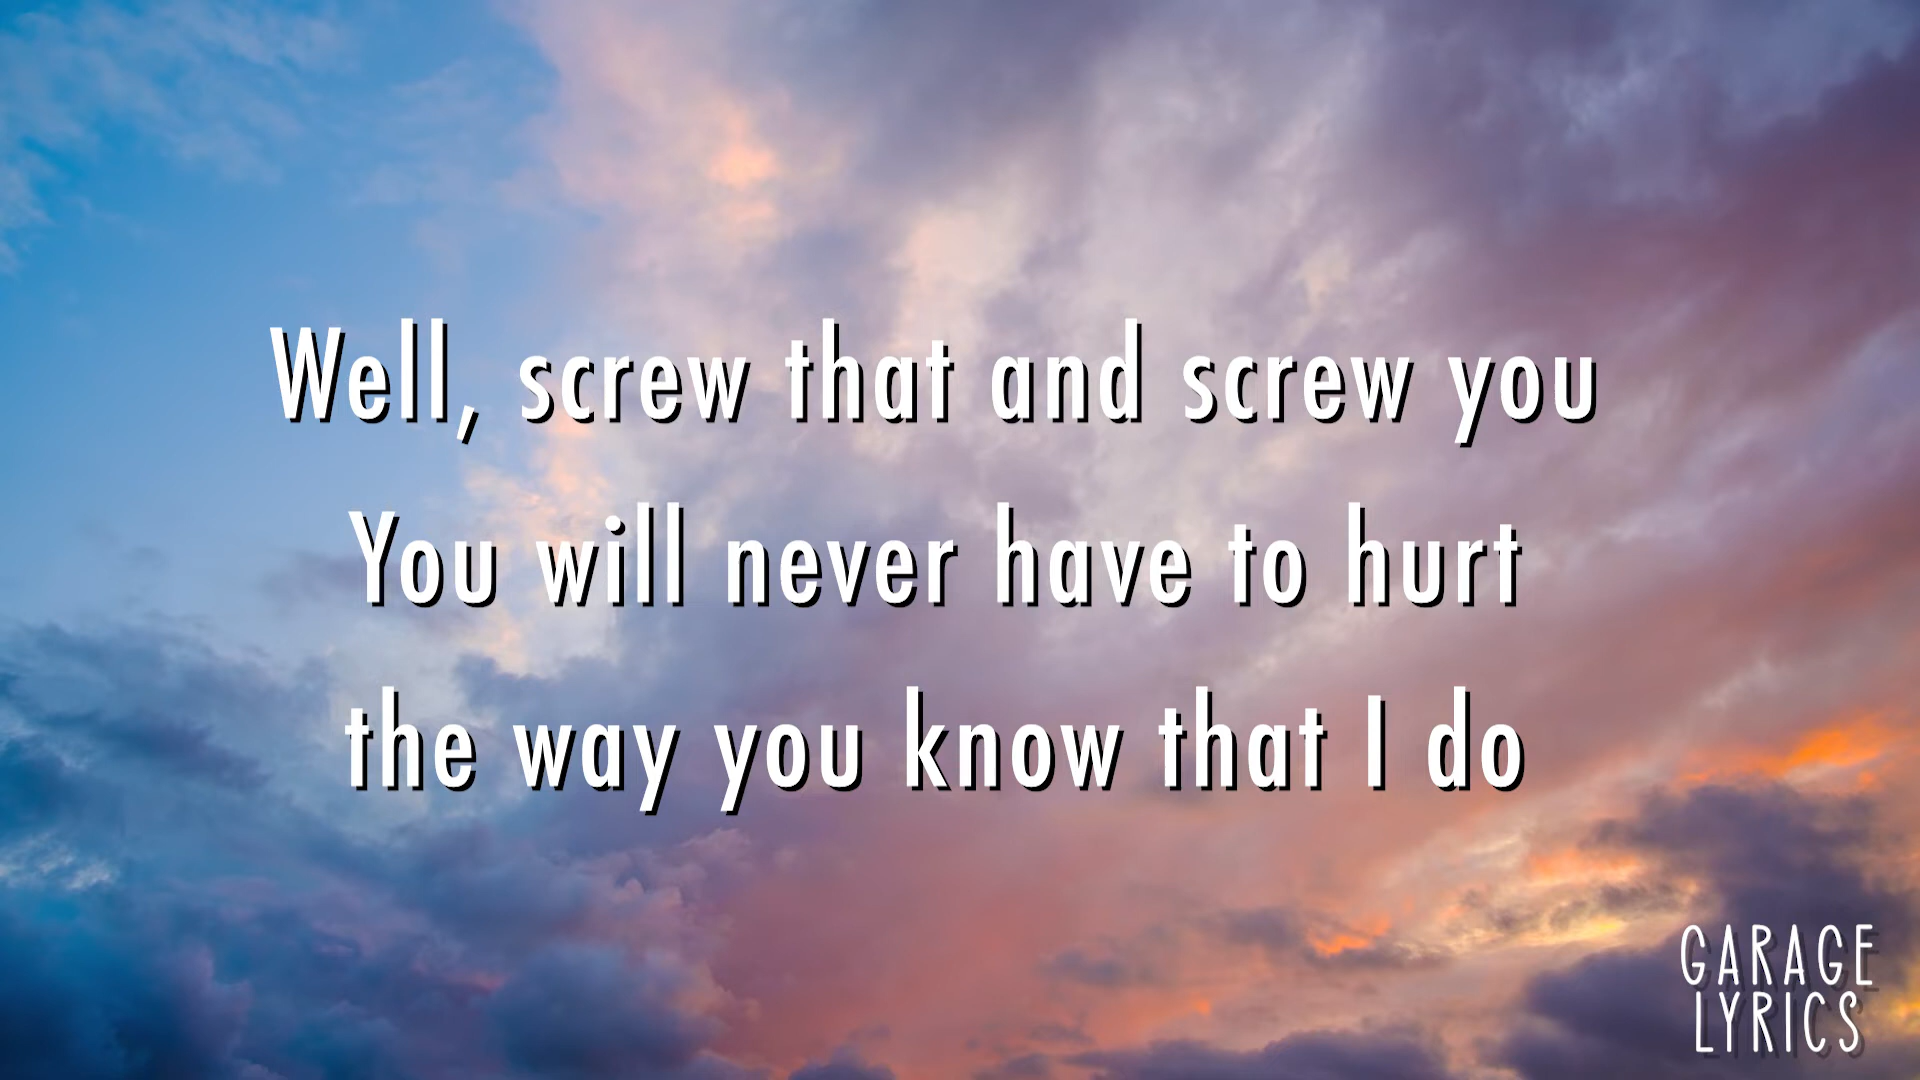 Well, screw that and screw you
You will never have to hurt
the way you know that I do
GARAGE
LYRICS